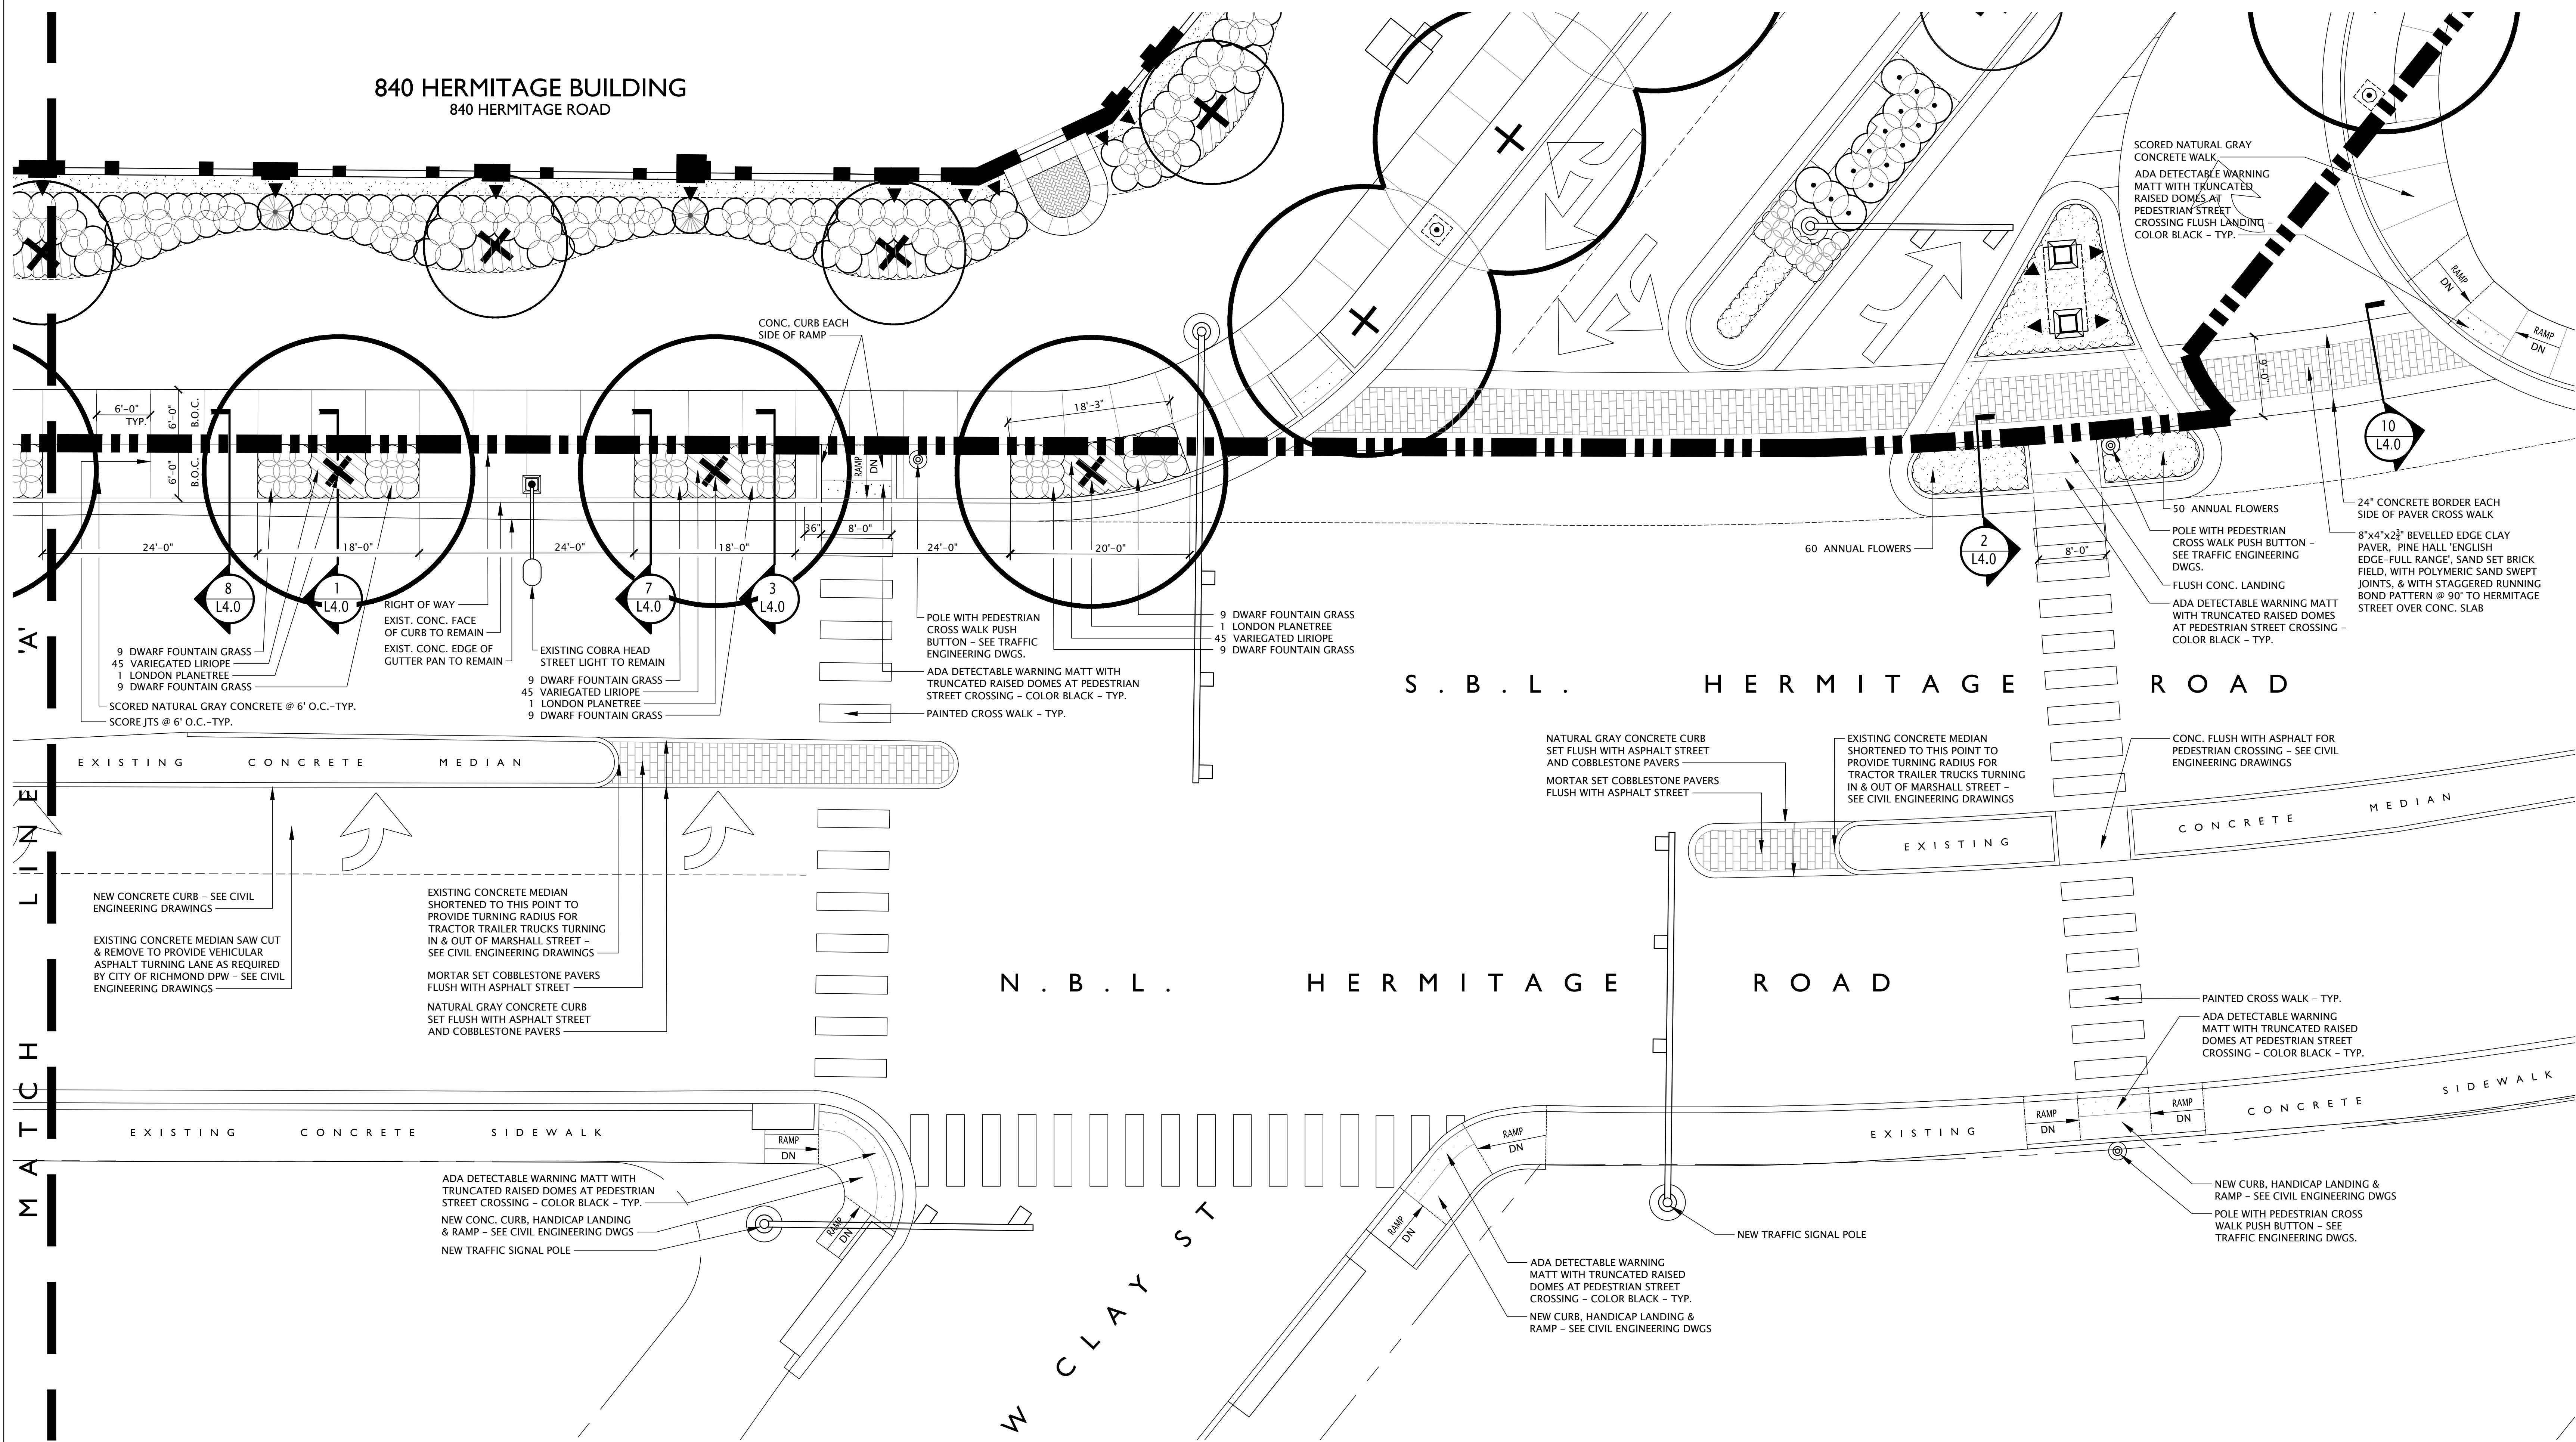 840 HERMITAGE BUILDING
840 HERMITAGE ROAD
SCORED NATURAL GRAY
CONCRETE WALK
ADA DETECTABLE WARNING
MATT WITH TRUNCATED
RAISED DOMES AT
PEDESTRIAN STREET
CROSSING FLUSH LANDING -
COLOR BLACK - TYP.
RAMP
DN
RAMP
DN
CONC. CURB EACH
SIDE OF RAMP
6'-0"
TYP.
6'-0"
B.O.C.
6'-0"
B.O.C.
18'-3"
9'-0"
RAMP
DN
36"
8'-0"
24'-0"
18'-0"
24'-0"
18'-0"
24'-0"
20'-0"
8
L4.0
1
L4.0
7
L4.0
3
L4.0
2
L4.0
10
L4.0
8'-0"
60 ANNUAL FLOWERS
50 ANNUAL FLOWERS
POLE WITH PEDESTRIAN
CROSS WALK PUSH BUTTON -
SEE TRAFFIC ENGINEERING
DWGS.
FLUSH CONC. LANDING
ADA DETECTABLE WARNING MATT
WITH TRUNCATED RAISED DOMES
AT PEDESTRIAN STREET CROSSING -
COLOR BLACK - TYP.
24" CONCRETE BORDER EACH
SIDE OF PAVER CROSS WALK
8"x4"x2¾" BEVELLED EDGE CLAY
PAVER, PINE HALL 'ENGLISH
EDGE-FULL RANGE', SAND SET BRICK
FIELD, WITH POLYMERIC SAND SWEPT
JOINTS, & WITH STAGGERED RUNNING
BOND PATTERN @ 90° TO HERMITAGE
STREET OVER CONC. SLAB
RIGHT OF WAY
EXIST. CONC. FACE
OF CURB TO REMAIN
EXIST. CONC. EDGE OF
GUTTER PAN TO REMAIN
9 DWARF FOUNTAIN GRASS
45 VARIEGATED LIRIOPE
1 LONDON PLANETREE
9 DWARF FOUNTAIN GRASS
SCORED NATURAL GRAY CONCRETE @ 6' O.C.-TYP.
SCORE JTS @ 6' O.C.-TYP.
EXISTING COBRA HEAD
STREET LIGHT TO REMAIN
9 DWARF FOUNTAIN GRASS
45 VARIEGATED LIRIOPE
1 LONDON PLANETREE
9 DWARF FOUNTAIN GRASS
POLE WITH PEDESTRIAN
CROSS WALK PUSH
BUTTON - SEE TRAFFIC
ENGINEERING DWGS.
ADA DETECTABLE WARNING MATT WITH
TRUNCATED RAISED DOMES AT PEDESTRIAN
STREET CROSSING - COLOR BLACK - TYP.
PAINTED CROSS WALK - TYP.
9 DWARF FOUNTAIN GRASS
1 LONDON PLANETREE
45 VARIEGATED LIRIOPE
9 DWARF FOUNTAIN GRASS
S.B.L. HERMITAGE ROAD
EXISTING CONCRETE MEDIAN
NATURAL GRAY CONCRETE CURB
SET FLUSH WITH ASPHALT STREET
AND COBBLESTONE PAVERS
MORTAR SET COBBLESTONE PAVERS
FLUSH WITH ASPHALT STREET
EXISTING CONCRETE MEDIAN
SHORTENED TO THIS POINT TO
PROVIDE TURNING RADIUS FOR
TRACTOR TRAILER TRUCKS TURNING
IN & OUT OF MARSHALL STREET -
SEE CIVIL ENGINEERING DRAWINGS
CONC. FLUSH WITH ASPHALT FOR
PEDESTRIAN CROSSING - SEE CIVIL
ENGINEERING DRAWINGS
EXISTING CONCRETE MEDIAN
NEW CONCRETE CURB - SEE CIVIL
ENGINEERING DRAWINGS
EXISTING CONCRETE MEDIAN SAW CUT
& REMOVE TO PROVIDE VEHICULAR
ASPHALT TURNING LANE AS REQUIRED
BY CITY OF RICHMOND DPW - SEE CIVIL
ENGINEERING DRAWINGS
EXISTING CONCRETE MEDIAN
SHORTENED TO THIS POINT TO
PROVIDE TURNING RADIUS FOR
TRACTOR TRAILER TRUCKS TURNING
IN & OUT OF MARSHALL STREET -
SEE CIVIL ENGINEERING DRAWINGS
MORTAR SET COBBLESTONE PAVERS
FLUSH WITH ASPHALT STREET
NATURAL GRAY CONCRETE CURB
SET FLUSH WITH ASPHALT STREET
AND COBBLESTONE PAVERS
N.B.L. HERMITAGE ROAD
PAINTED CROSS WALK - TYP.
ADA DETECTABLE WARNING
MATT WITH TRUNCATED RAISED
DOMES AT PEDESTRIAN STREET
CROSSING - COLOR BLACK - TYP.
MATCH LINE 'A'
EXISTING CONCRETE SIDEWALK
RAMP
DN
RAMP
DN
RAMP
DN
RAMP
DN
EXISTING CONCRETE SIDEWALK
RAMP
DN
RAMP
DN
ADA DETECTABLE WARNING MATT WITH
TRUNCATED RAISED DOMES AT PEDESTRIAN
STREET CROSSING - COLOR BLACK - TYP.
NEW CONC. CURB, HANDICAP LANDING
& RAMP - SEE CIVIL ENGINEERING DWGS
NEW TRAFFIC SIGNAL POLE
W CLAY ST
NEW TRAFFIC SIGNAL POLE
ADA DETECTABLE WARNING
MATT WITH TRUNCATED RAISED
DOMES AT PEDESTRIAN STREET
CROSSING - COLOR BLACK - TYP.
NEW CURB, HANDICAP LANDING &
RAMP - SEE CIVIL ENGINEERING DWGS
NEW CURB, HANDICAP LANDING &
RAMP - SEE CIVIL ENGINEERING DWGS
POLE WITH PEDESTRIAN CROSS
WALK PUSH BUTTON - SEE
TRAFFIC ENGINEERING DWGS.